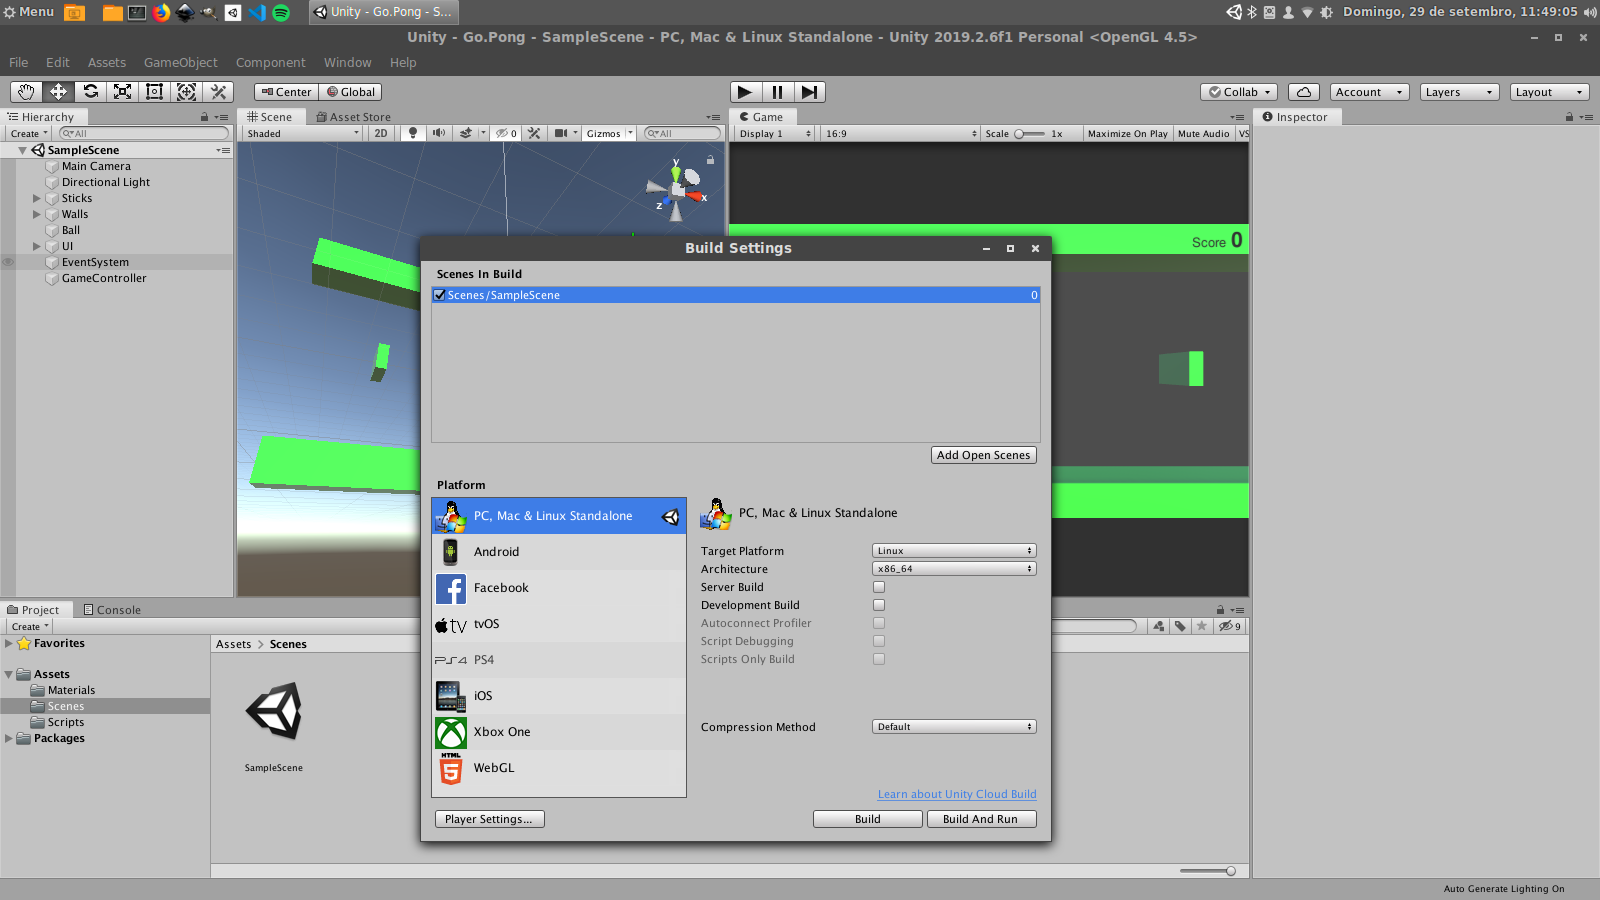 Menu
Unity - Go.Pong - S...
Domingo, 29 de setembro, 11:49:05
Unity - Go.Pong - SampleScene - PC, Mac & Linux Standalone - Unity 2019.2.6f1 Personal <OpenGL 4.5>
File Edit Assets GameObject Component Window Help
Center Global Collab Account Layers Layout
Hierarchy
Create All
SampleScene
Main Camera
Directional Light
Sticks
Walls
Ball
UI
EventSystem
GameController
Scene Asset Store
Shaded 2D 0 Gizmos All
y
x
z
Game
Display 1 16:9 Scale 1x Maximize On Play Mute Audio VS
Score 0
Inspector
Build Settings
Scenes In Build
Scenes/SampleScene 0
Add Open Scenes
Platform
PC, Mac & Linux Standalone
Android
Facebook
tv tvOS
PS4 PS4
iOS
Xbox One
HTML
5 WebGL
PC, Mac & Linux Standalone
Target Platform Linux
Architecture x86_64
Server Build
Development Build
Autoconnect Profiler
Script Debugging
Scripts Only Build
Compression Method Default
Learn about Unity Cloud Build
Player Settings... Build Build And Run
Project Console
Create 9
Favorites
Assets
Materials
Scenes
Scripts
Packages
Assets > Scenes
SampleScene
Auto Generate Lighting On